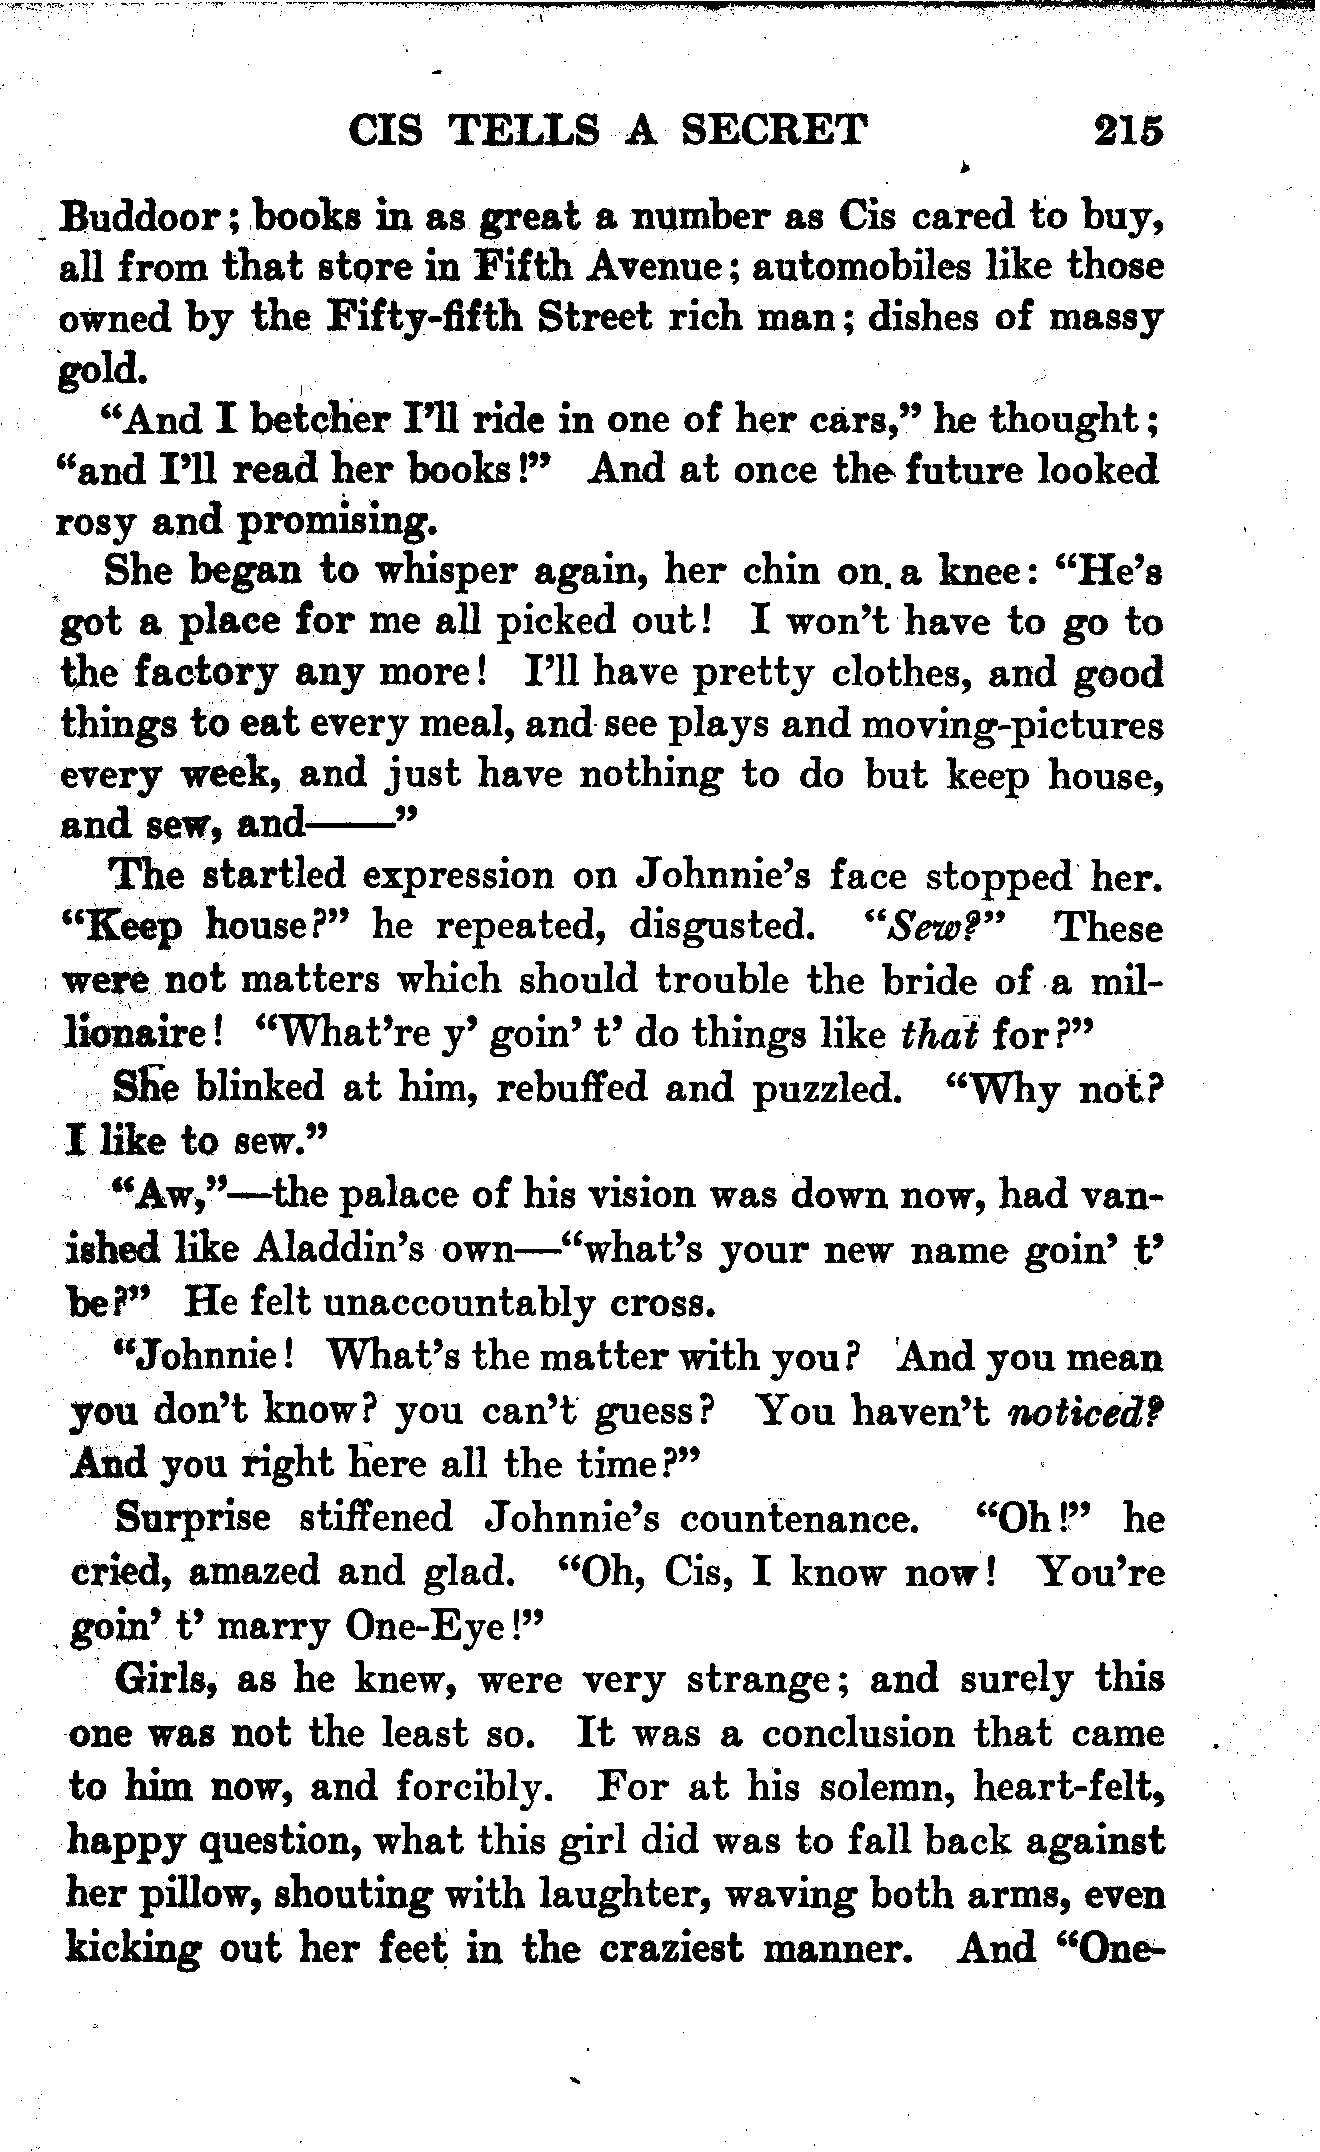 CIS TELLS A SECRET 215
Buddoor; books in as great a number as Cis cared to buy,
all from that store in Fifth Avenue; automobiles like those
owned by the Fifty-fifth Street rich man; dishes of massy
gold.
"And I betcher I'll ride in one of her cars," he thought;
"and I'll read her books!" And at once the future looked
rosy and promising.
She began to whisper again, her chin on a knee: "He's
got a place for me all picked out! I won't have to go to
the factory any more! I'll have pretty clothes, and good
things to eat every meal, and see plays and moving-pictures
every week, and just have nothing to do but keep house,
and sew, and——"
The startled expression on Johnnie's face stopped her.
"Keep house?" he repeated, disgusted. "Sew?" These
were not matters which should trouble the bride of a mil-
lionaire! "What're y' goin' t' do things like that for?"
She blinked at him, rebuffed and puzzled. "Why not?
I like to sew."
"Aw,"—the palace of his vision was down now, had van-
ished like Aladdin's own—"what's your new name goin' t'
be?" He felt unaccountably cross.
"Johnnie! What's the matter with you? And you mean
you don't know? you can't guess? You haven't noticed?
And you right here all the time?"
Surprise stiffened Johnnie's countenance. "Oh!" he
cried, amazed and glad. "Oh, Cis, I know now! You're
goin' t' marry One-Eye!"
Girls, as he knew, were very strange; and surely this
one was not the least so. It was a conclusion that came
to him now, and forcibly. For at his solemn, heart-felt,
happy question, what this girl did was to fall back against
her pillow, shouting with laughter, waving both arms, even
kicking out her feet in the craziest manner. And "One-